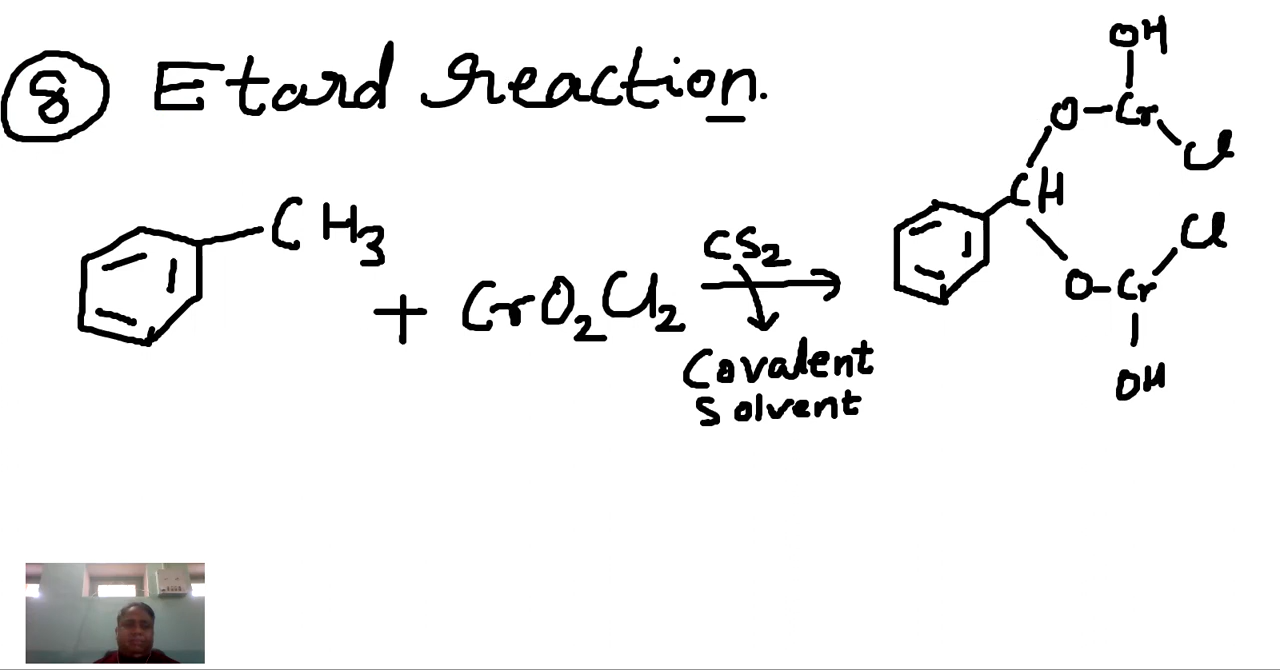 8 Etard reaction.
CH3
+ CrO2Cl2
CS2
Covalent
Solvent
OH
O-Cr
Cl
CH
Cl
O-Cr
OH